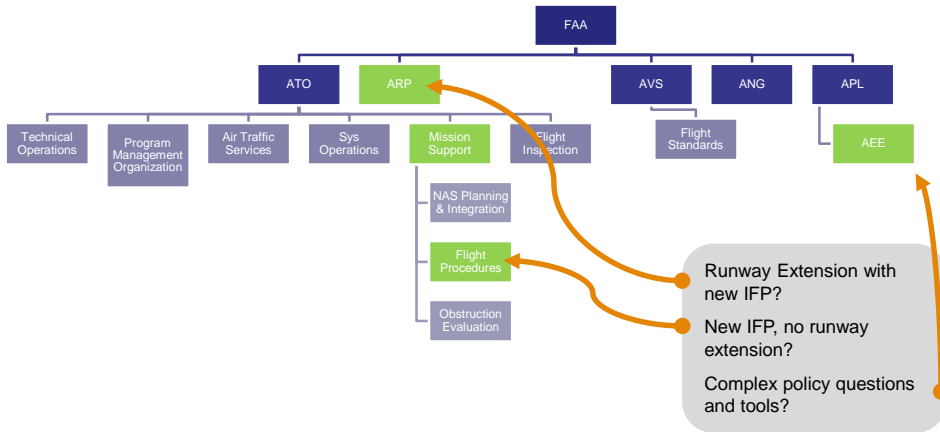 FAA
ATO
ARP
AVS
ANG
APL
Technical
Operations
Program
Management
Organization
Air Traffic
Services
Sys
Operations
Mission
Support
Flight
Inspection
Flight
Standards
AEE
NAS Planning
& Integration
Flight
Procedures
Obstruction
Evaluation
Runway Extension with
new IFP?
New IFP, no runway
extension?
Complex policy questions
and tools?